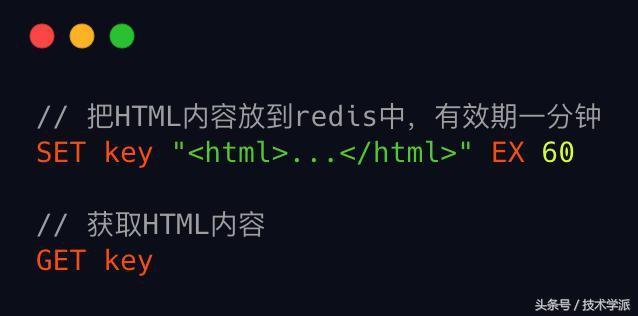 // 把HTML内容放到redis中，有效期一分钟
SET key "<html>...</html>" EX 60
// 获取HTML内容
GET key
头条号 / 技术学派